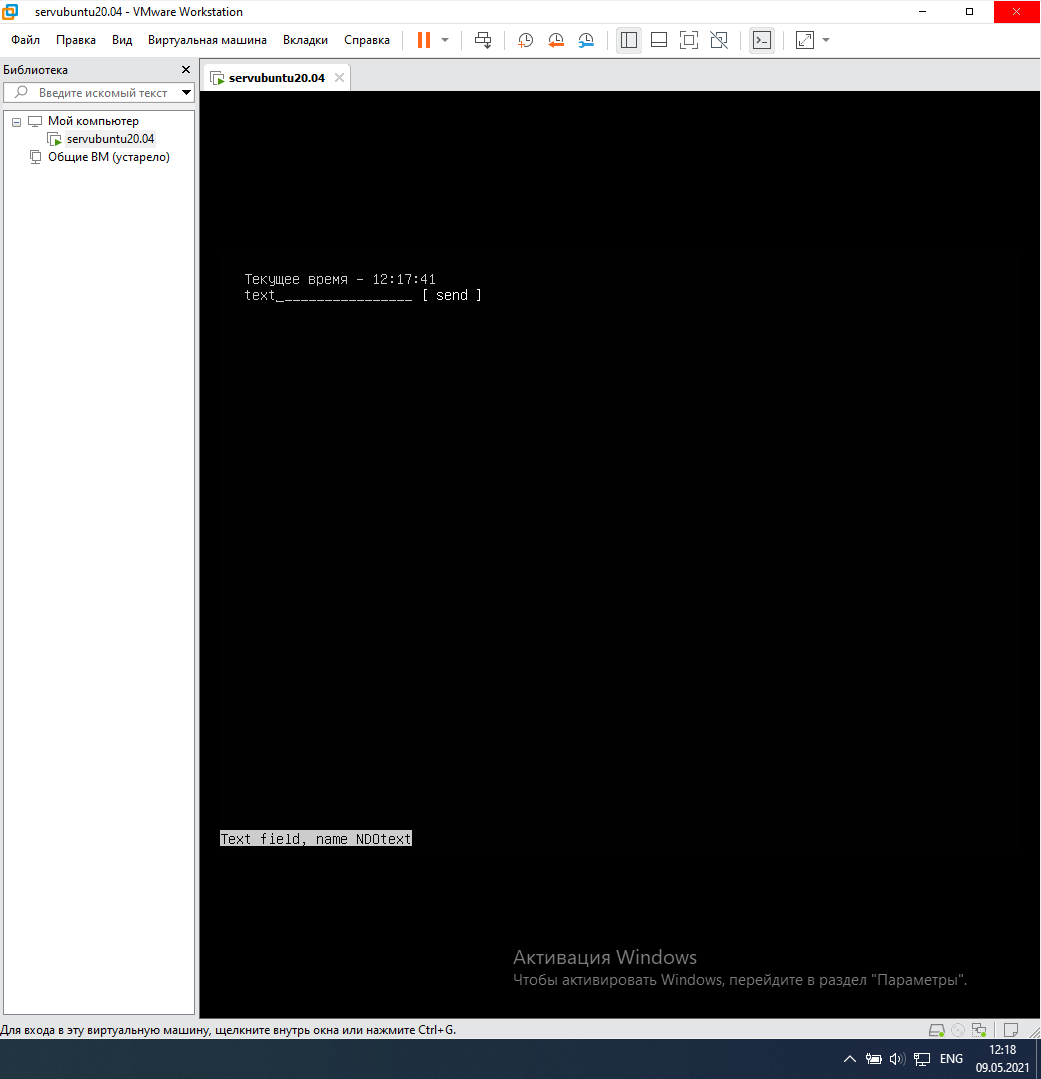 servubuntu20.04 - VMware Workstation
Файл Правка Вид Виртуальная машина Вкладки Справка
Библиотека
Введите искомый текст
Мой компьютер
servubuntu20.04
Общие ВМ (устарело)
servubuntu20.04
Текущее время - 12:17:41
text________________ [ send ]
Text field, name NDOtext
Активация Windows
Чтобы активировать Windows, перейдите в раздел "Параметры".
Для входа в эту виртуальную машину, щелкните внутрь окна или нажмите Ctrl+G.
ENG
12:18
09.05.2021